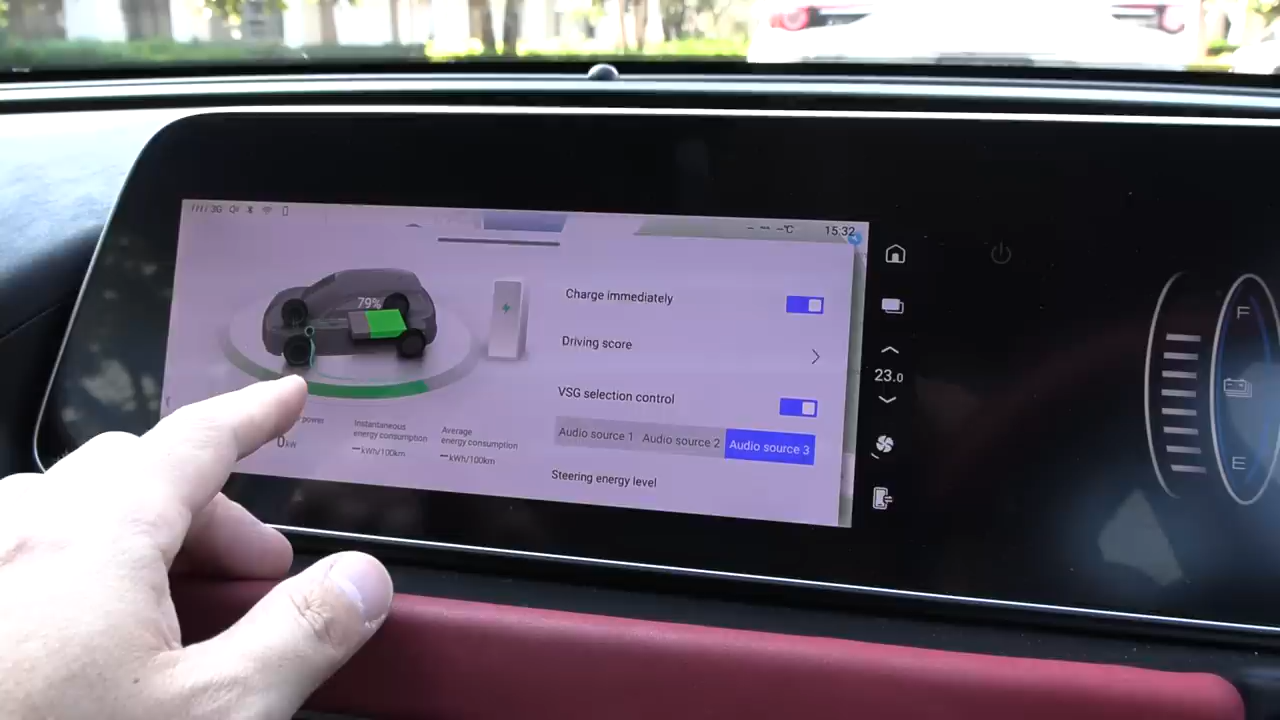 3G
--℃
15:32
79%
Charge immediately
Driving score
VSG selection control
Audio source 1 Audio source 2 Audio source 3
Steering energy level
power
0kW
Instantaneous
energy consumption
--kWh/100km
Average
energy consumption
--kWh/100km
23.0
F
E